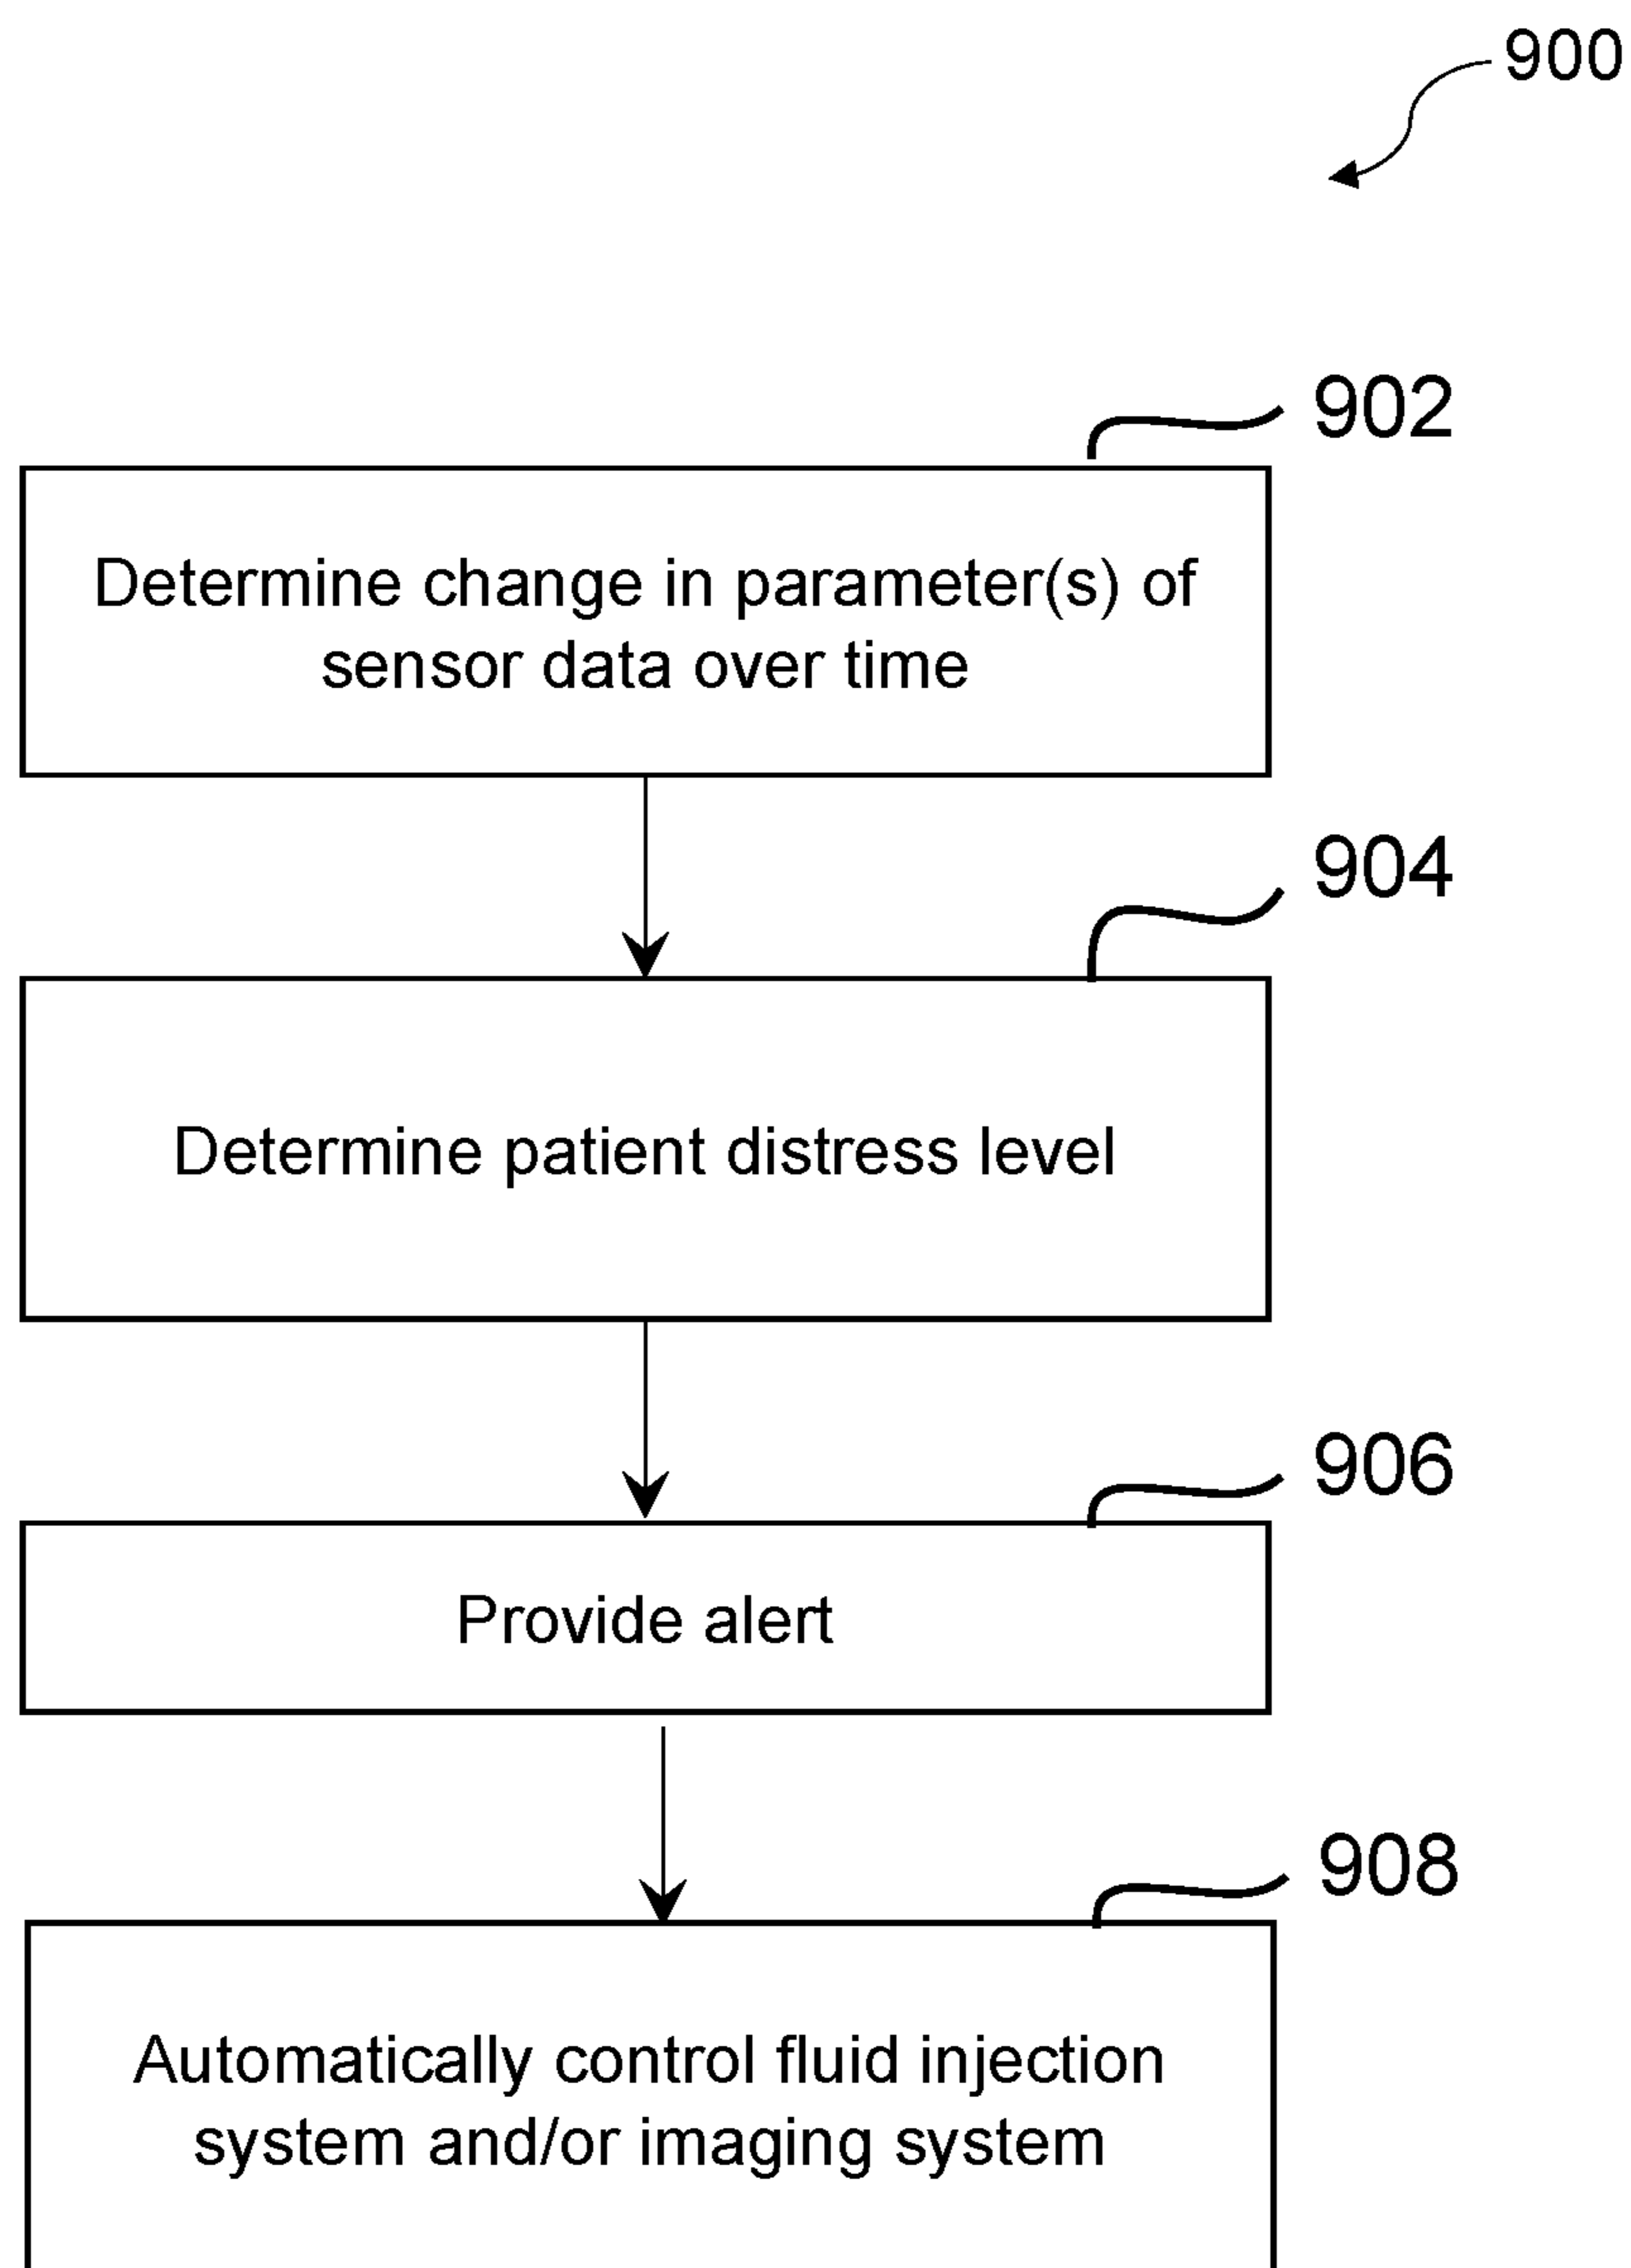 900
902
Determine change in parameter(s) of
sensor data over time
904
Determine patient distress level
906
Provide alert
908
Automatically control fluid injection
system and/or imaging system